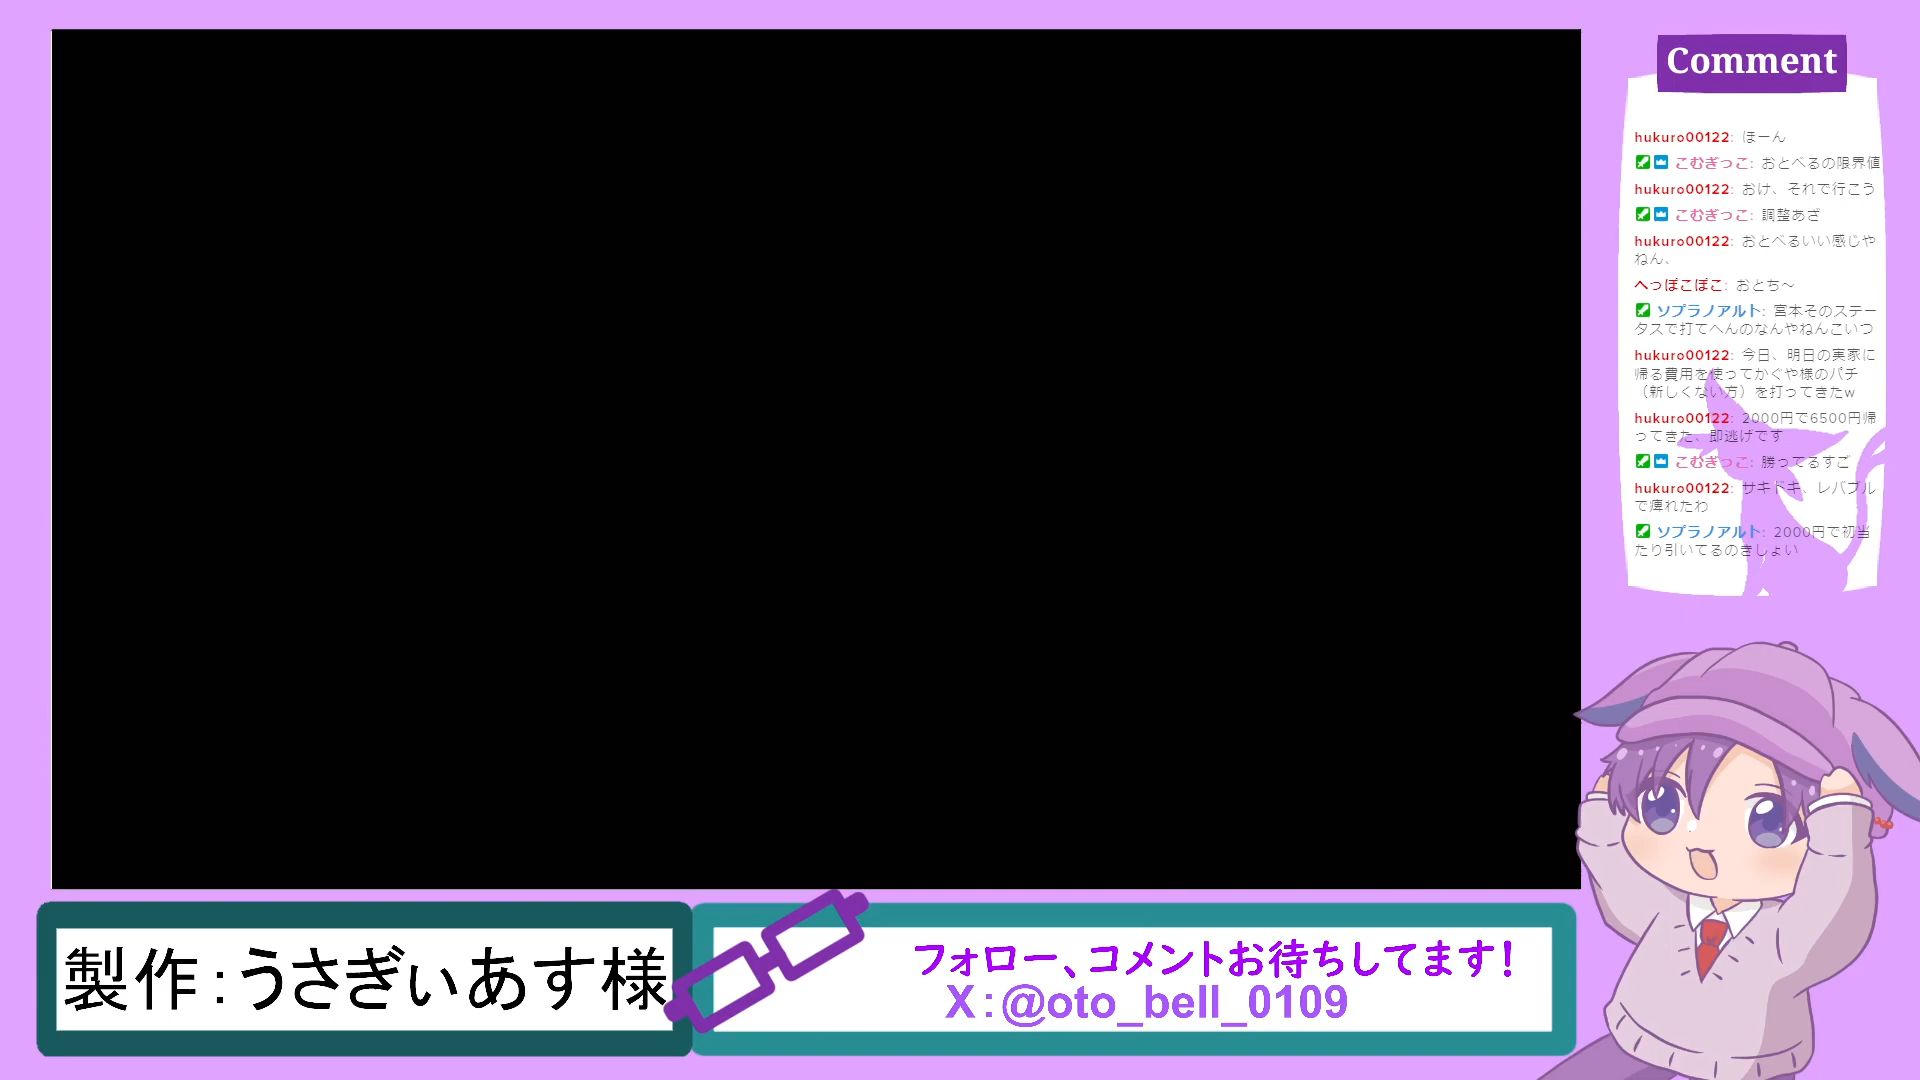 Comment
hukuro00122: ほーん
こむぎっこ: おとべるの限界値
hukuro00122: おけ、それで行こう
こむぎっこ: 調整あざ
hukuro00122: おとべるいい感じや
ねん、
へっぽこぽこ: おとち～
ソプラノアルト: 宮本そのステー
タスで打てへんのなんやねんこいつ
hukuro00122: 今日、明日の実家に
帰る費用を使ってかぐや様のパチ
（新しくない方）を打ってきたw
hukuro00122: 2000円で6500円帰
ってきた、即逃げです
こむぎっこ: 勝ってるすご
hukuro00122: サキドキ、レバブル
で痺れたわ
ソプラノアルト: 2000円で初当
たり引いてるのきしょい
製作:うさぎぃあす様
フォロー、コメントお待ちしてます!
X:@oto_bell_0109